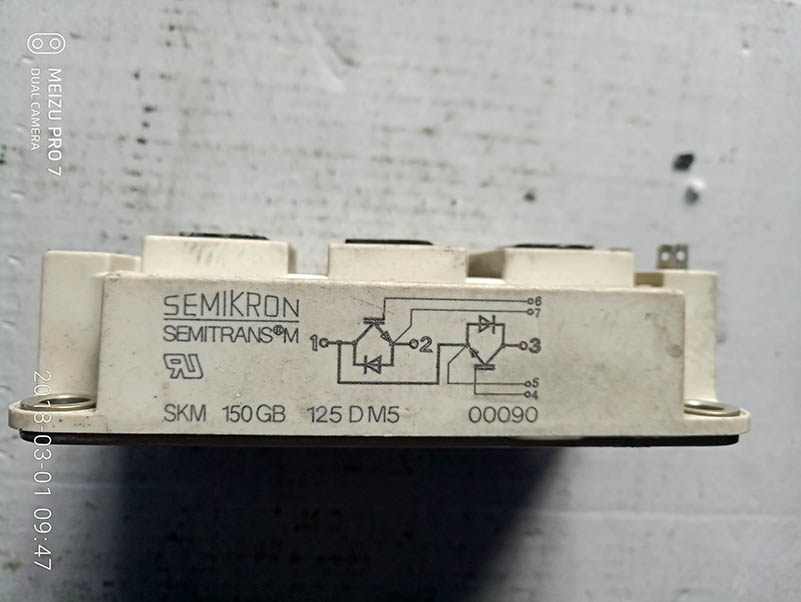 SEMIKRON
SEMITRANS®M
1 2 3 6 7 5 4
SKM 150GB 125 D M5 00090
MEIZU PRO 7
DUAL CAMERA
2018-03-01 09:47